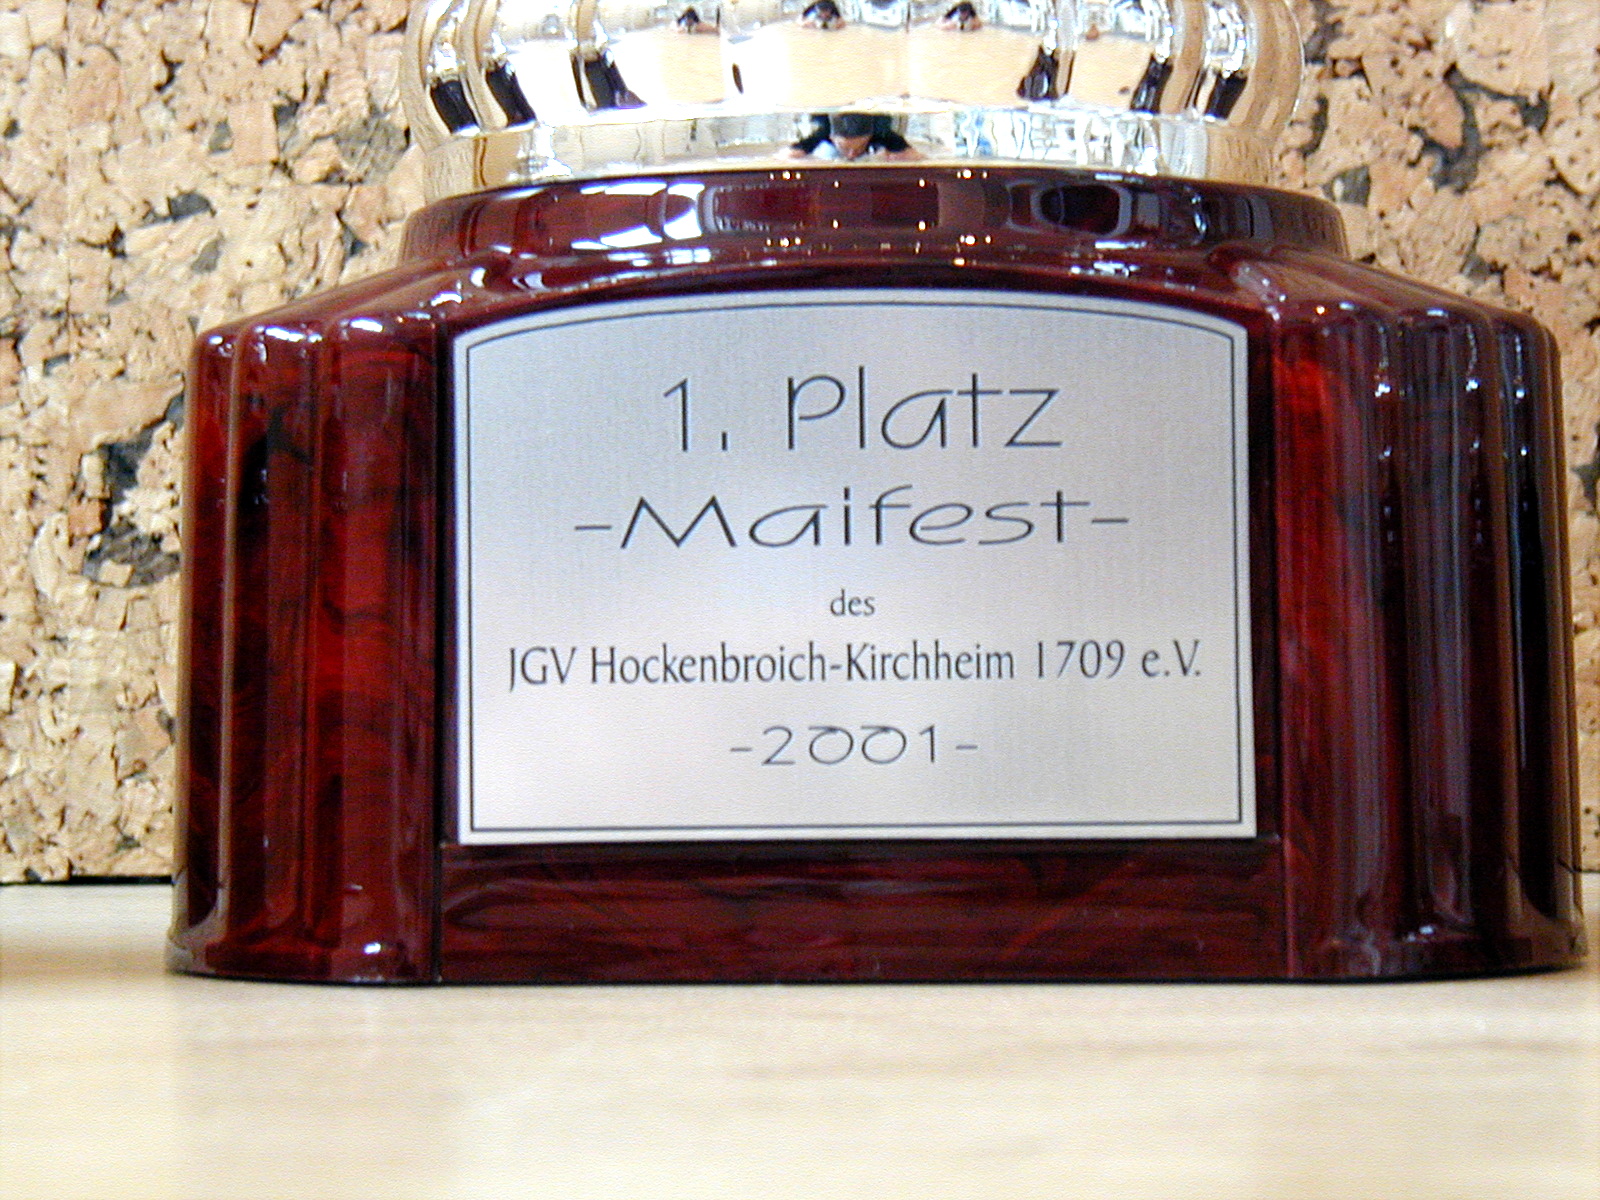 1. Platz
-Maifest-
des
JGV Hockenbroich-Kirchheim 1709 e.V.
-2001-